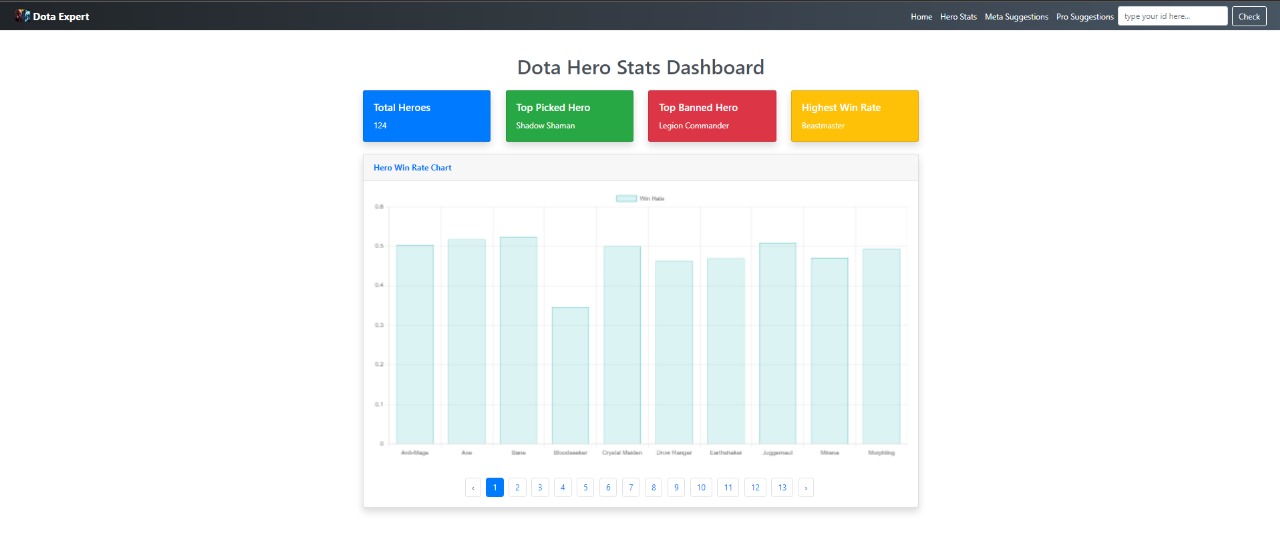 Dota Expert
Home Hero Stats Meta Suggestions Pro Suggestions type your id here... Check
Dota Hero Stats Dashboard
Total Heroes
124
Top Picked Hero
Shadow Shaman
Top Banned Hero
Legion Commander
Highest Win Rate
Beastmaster
Hero Win Rate Chart
Win Rate
0.6
0.5
0.4
0.3
0.2
0.1
0
Anti-Mage Axe Bane Bloodseeker Crystal Maiden Drow Ranger Earthshaker Juggernaut Mirana Morphling
‹ 1 2 3 4 5 6 7 8 9 10 11 12 13 ›